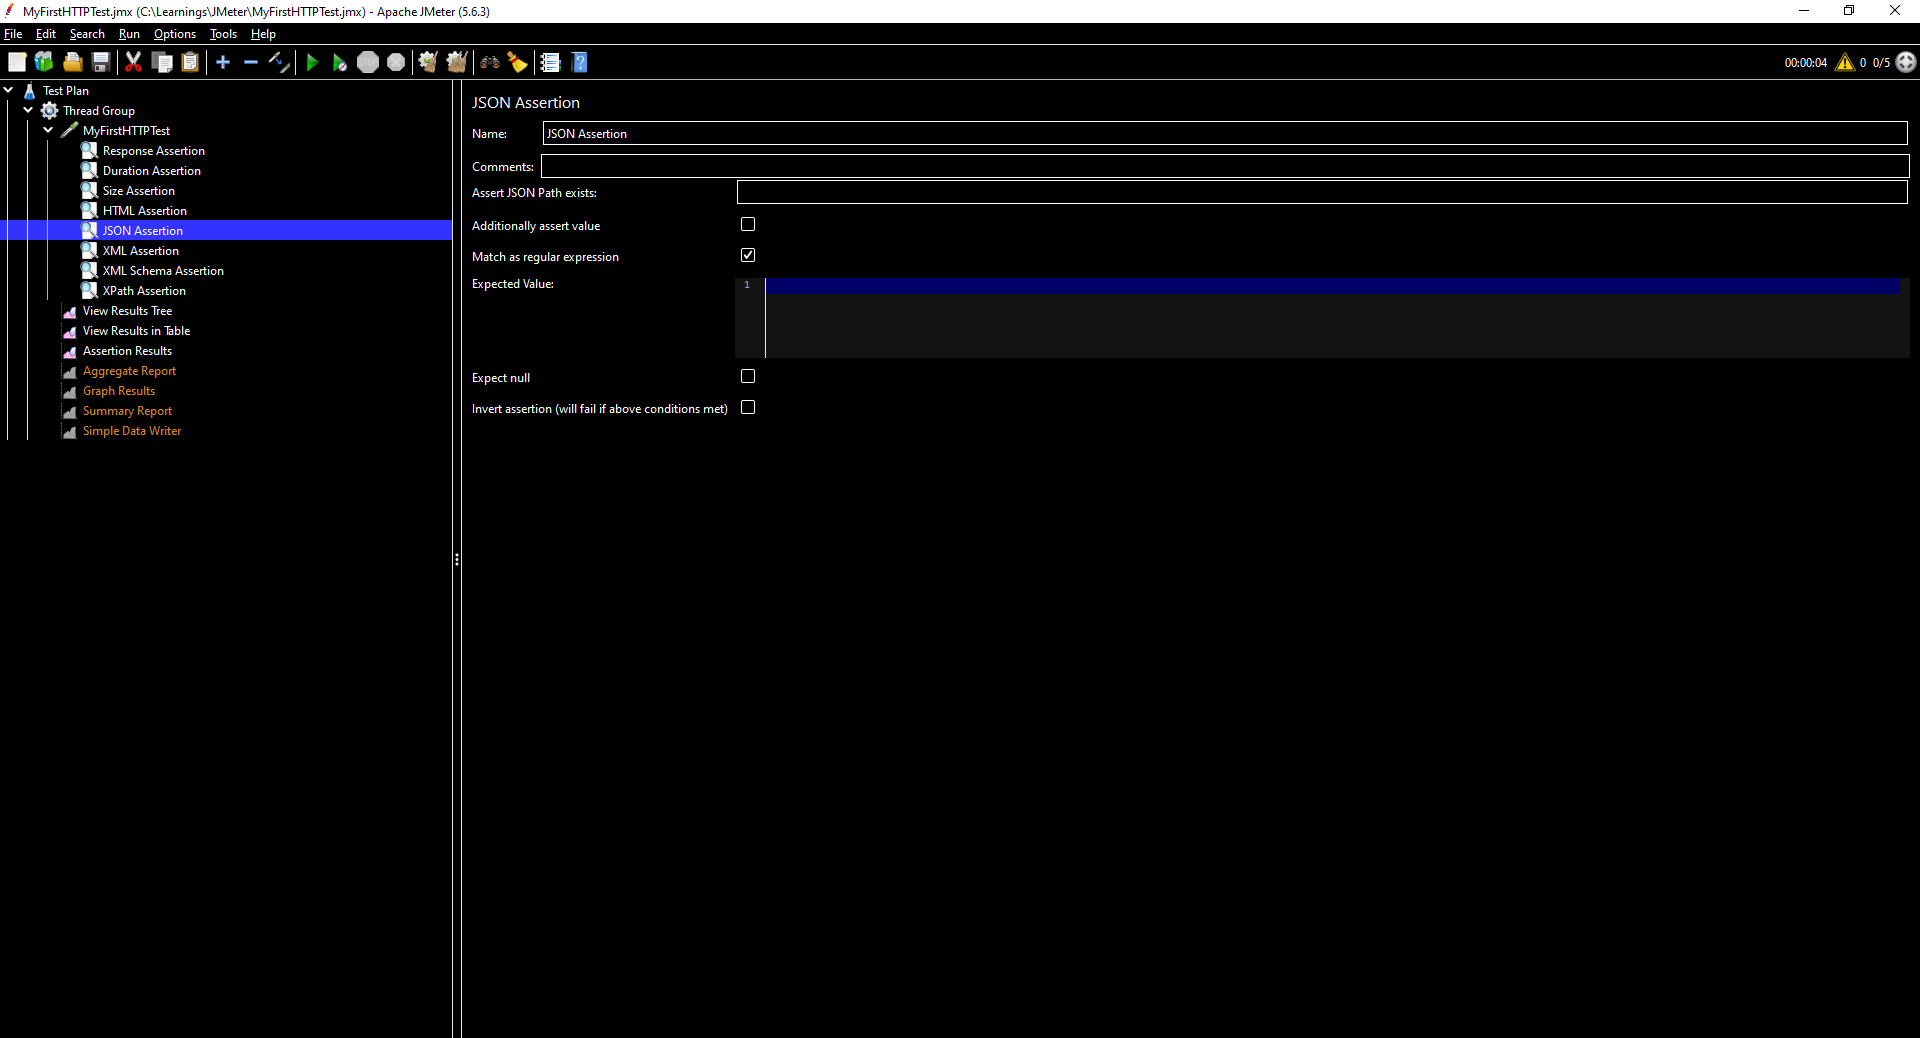 MyFirstHTTPTest.jmx (C:\Learnings\JMeter\MyFirstHTTPTest.jmx) - Apache JMeter (5.6.3)
File Edit Search Run Options Tools Help
00:00:04 0 0/5
Test Plan
Thread Group
MyFirstHTTPTest
Response Assertion
Duration Assertion
Size Assertion
HTML Assertion
JSON Assertion
XML Assertion
XML Schema Assertion
XPath Assertion
View Results Tree
View Results in Table
Assertion Results
Aggregate Report
Graph Results
Summary Report
Simple Data Writer
JSON Assertion
Name: JSON Assertion
Comments:
Assert JSON Path exists:
Additionally assert value
Match as regular expression
Expected Value: 1
Expect null
Invert assertion (will fail if above conditions met)